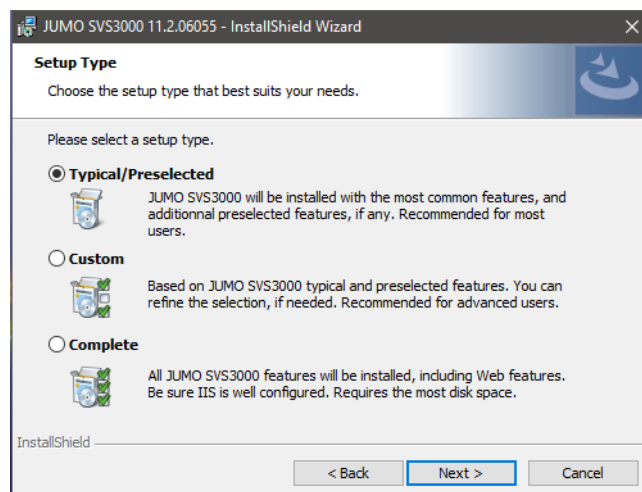 JUMO SVS3000 11.2.06055 - InstallShield Wizard
Setup Type
Choose the setup type that best suits your needs.
Please select a setup type.
Typical/Preselected
JUMO SVS3000 will be installed with the most common features, and
additionnal preselected features, if any. Recommended for most
users.
Custom
Based on JUMO SVS3000 typical and preselected features. You can
refine the selection, if needed. Recommended for advanced users.
Complete
All JUMO SVS3000 features will be installed, including Web features.
Be sure IIS is well configured. Requires the most disk space.
InstallShield
< Back Next > Cancel